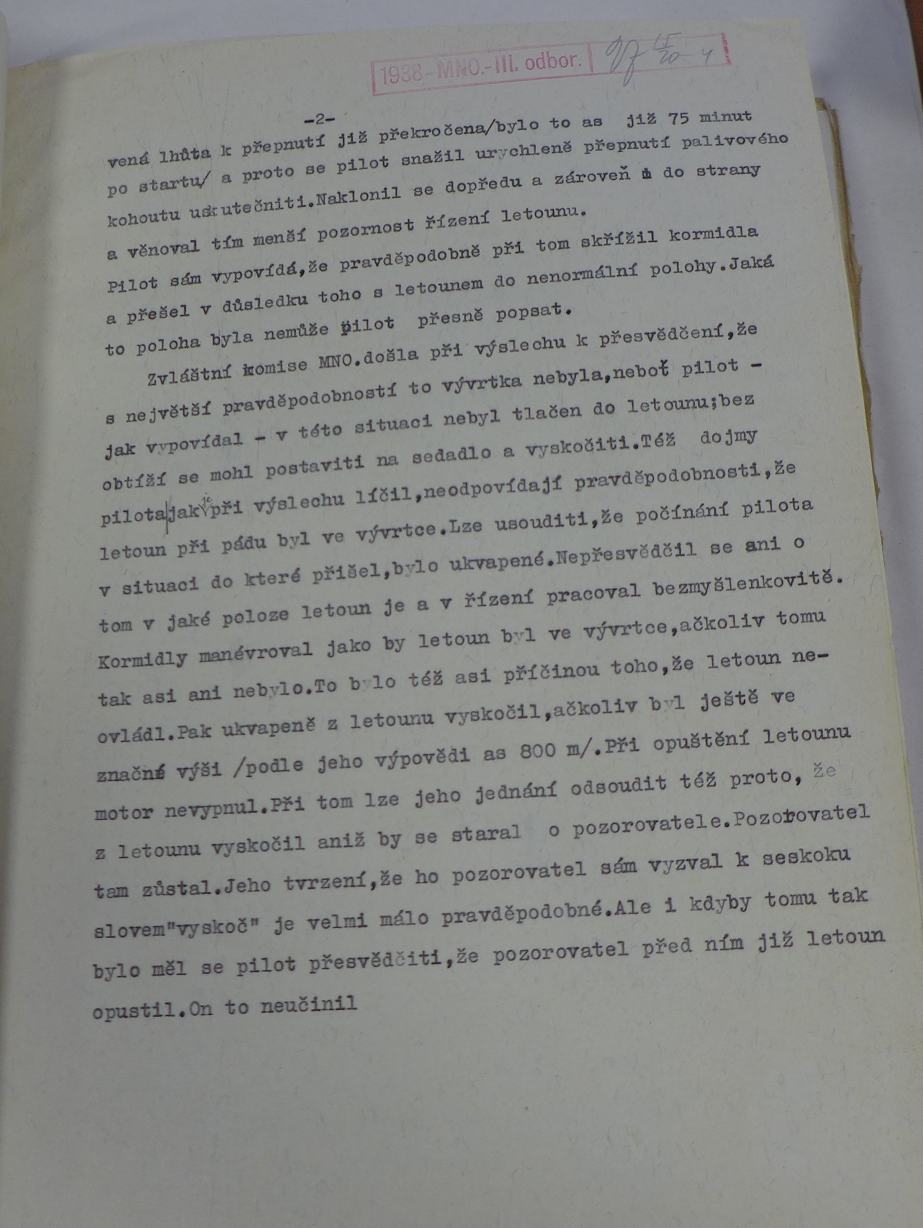 1938-MNO.-III. odbor.
-2-
vená lhůta k přepnutí již překročena/bylo to as již 75 minut
po startu/ a proto se pilot snažil urychleně přepnutí palivového
kohoutu uskutečniti.Naklonil se dopředu a zároveň i do strany
a věnoval tím menší pozornost řízení letounu.
Pilot sám vypovídá,že pravděpodobně při tom skřížil kormidla
a přešel v důsledku toho s letounem do nenormální polohy.Jaká
to poloha byla nemůže pilot přesně popsat.
Zvláštní komise MNO.došla při výslechu k přesvědčení,že
s největší pravděpodobností to vývrtka nebyla,neboť pilot -
jak vypovídal - v této situaci nebyl tlačen do letounu;bez
obtíží se mohl postaviti na sedadlo a vyskočiti.Též dojmy
pilota jak je při výslechu líčil,neodpovídají pravděpodobnosti,že
letoun při pádu byl ve vývrtce.Lze usouditi,že počínání pilota
v situaci do které přišel,bylo ukvapené.Nepřesvědčil se ani o
tom v jaké poloze letoun je a v řízení pracoval bezmyšlenkovitě.
Kormidly manévroval jako by letoun byl ve vývrtce,ačkoliv tomu
tak asi ani nebylo.To bylo též asi příčinou toho,že letoun ne-
ovládl.Pak ukvapeně z letounu vyskočil,ačkoliv byl ještě ve
značné výši /podle jeho výpovědi as 800 m/.Při opuštění letounu
motor nevypnul.Při tom lze jeho jednání odsoudit též proto, že
z letounu vyskočil aniž by se staral o pozorovatele.Pozorovatel
tam zůstal.Jeho tvrzení,že ho pozorovatel sám vyzval k seskoku
slovem"vyskoč" je velmi málo pravděpodobné.Ale i kdyby tomu tak
bylo měl se pilot přesvědčiti,že pozorovatel před ním již letoun
opustil.On to neučinil